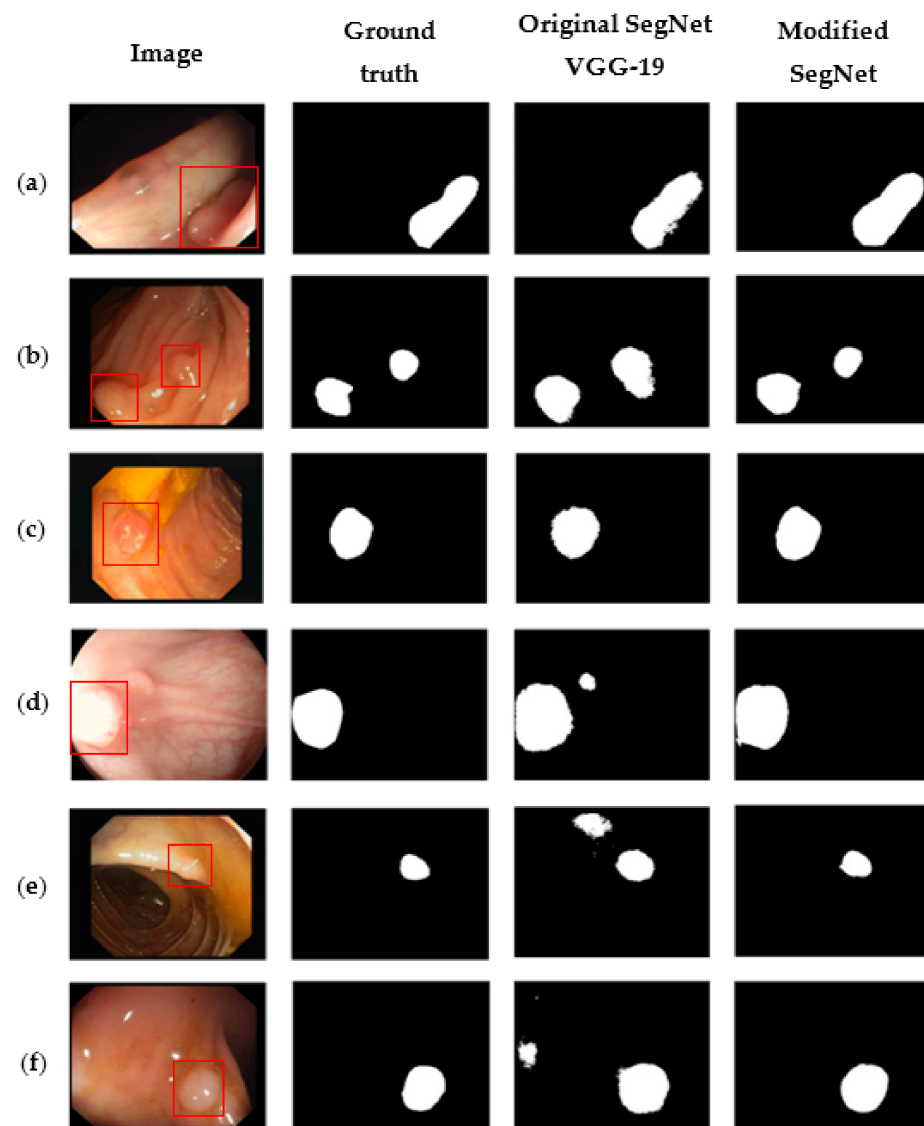 Image
Ground
truth
Original SegNet
VGG-19
Modified
SegNet
(a)
(b)
(c)
(d)
(e)
(f)